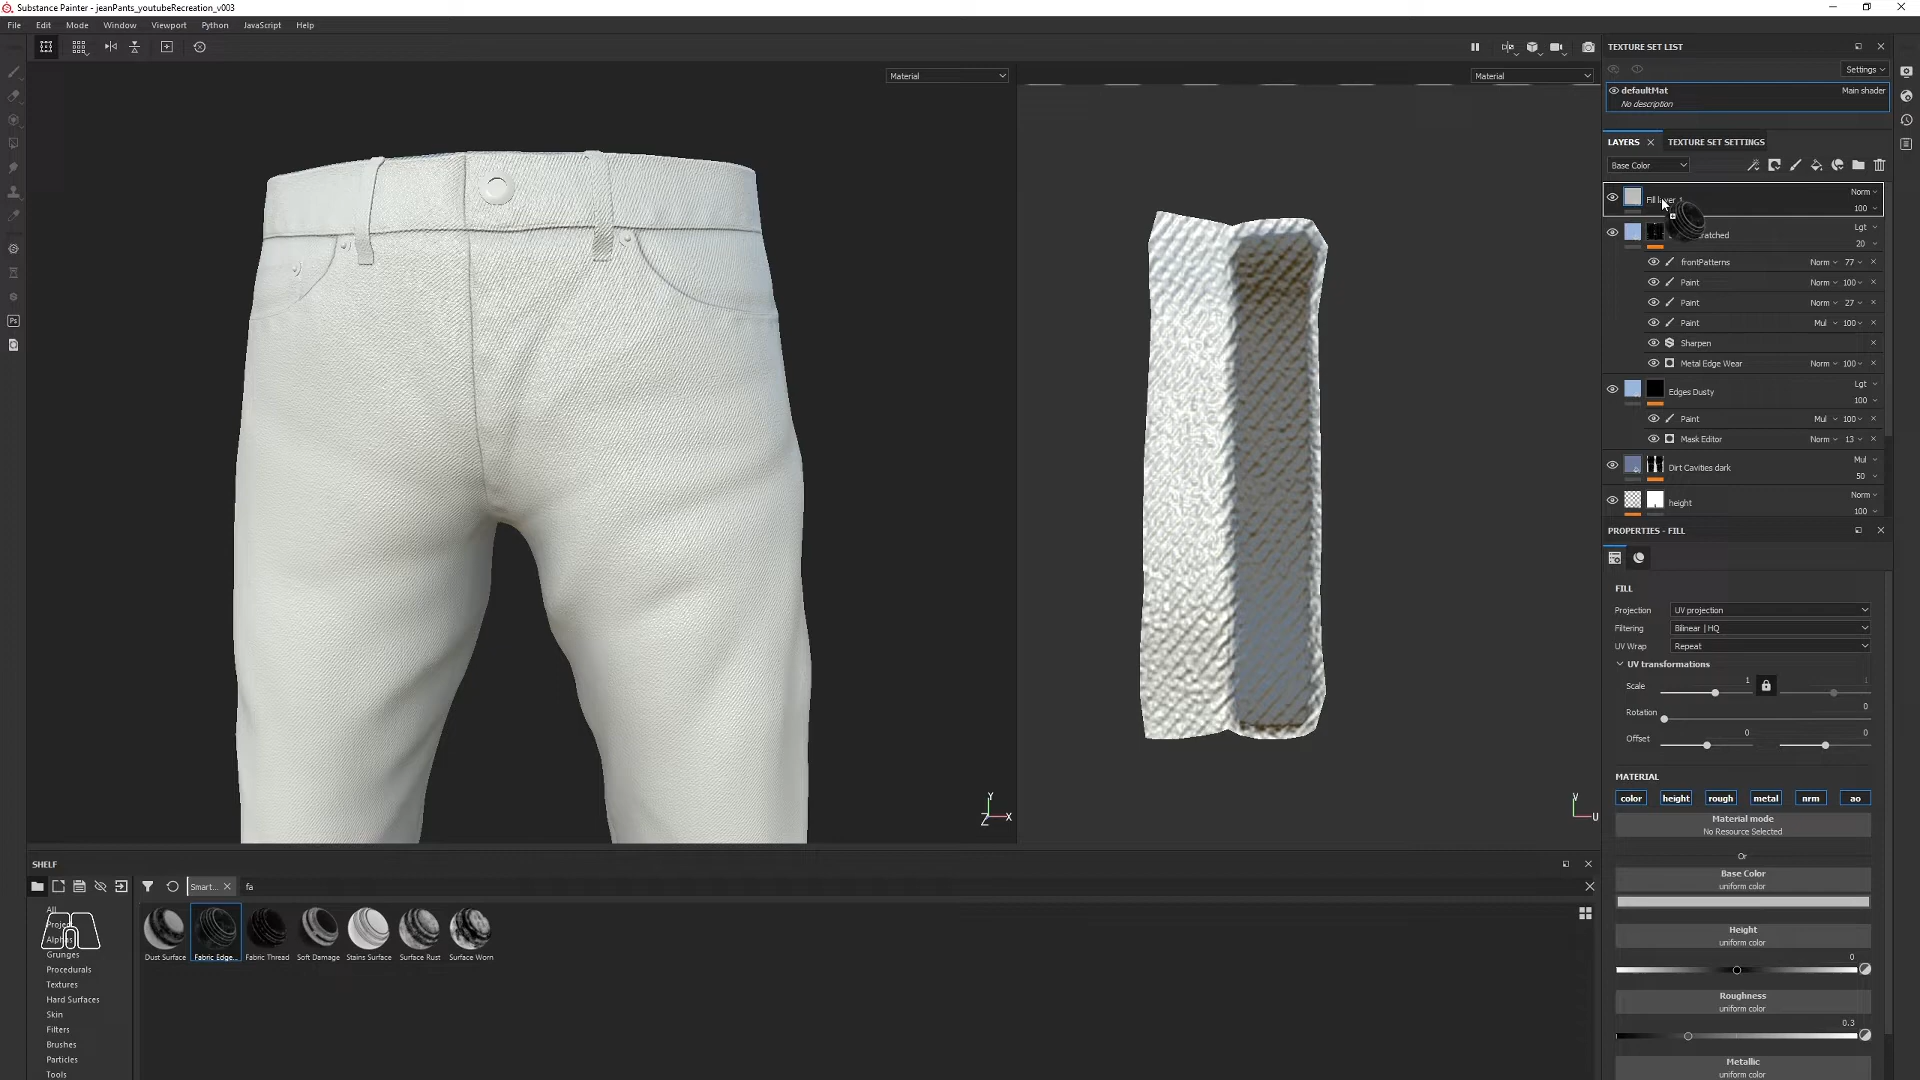 Substance Painter - jeanPants_youtubeRecreation_v003
File Edit Mode Window Viewport Python JavaScript Help
Material
Material
TEXTURE SET LIST
Settings
defaultMat Main shader
No description
LAYERS TEXTURE SET SETTINGS
Base Color
Norm
100
Lgt
20
frontPatterns Norm 77
Paint Norm 100
Paint Norm 27
Paint Mul 100
Sharpen
Metal Edge Wear Norm 100
Lgt
Edges Dusty
100
Paint Mul 100
Mask Editor Norm 13
Mul
Dirt Cavities dark
50
Norm
height
100
PROPERTIES - FILL
FILL
Projection UV projection
Filtering Bilinear | HQ
UV Wrap Repeat
UV transformations
Scale 1 1
Rotation 0
Offset 0 0
MATERIAL
color height rough metal nrm ao
Material mode
No Resource Selected
Or
Base Color
uniform color
Height
uniform color
0
Roughness
uniform color
0.3
Metallic
uniform color
Y
Z X
V
U
SHELF
Ps
Smart... fa
All
Grunges
Procedurals
Textures
Hard Surfaces
Skin
Filters
Brushes
Particles
Tools
Dust Surface Fabric Edge... Fabric Thread Soft Damage Stains Surface Surface Rust Surface Worn